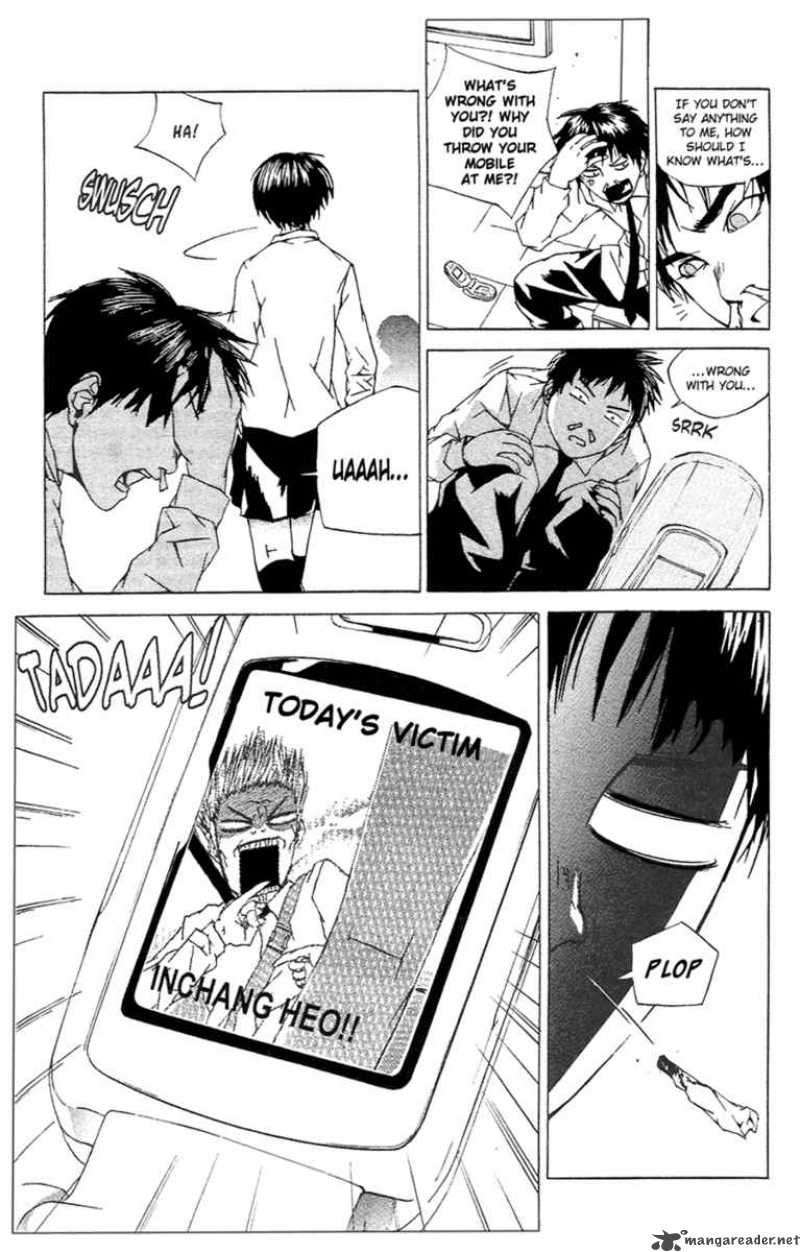 HA!
SWUSCH
UAAAH...
WHAT'S
WRONG WITH
YOU?! WHY
DID YOU
THROW YOUR
MOBILE
AT ME?!
IF YOU DON'T
SAY ANYTHING
TO ME, HOW
SHOULD I
KNOW WHAT'S...
...WRONG
WITH YOU...
SRRK
TADAAA!
TODAY'S VICTIM
INCHANG HEO!!
PLOP
mangareader.net